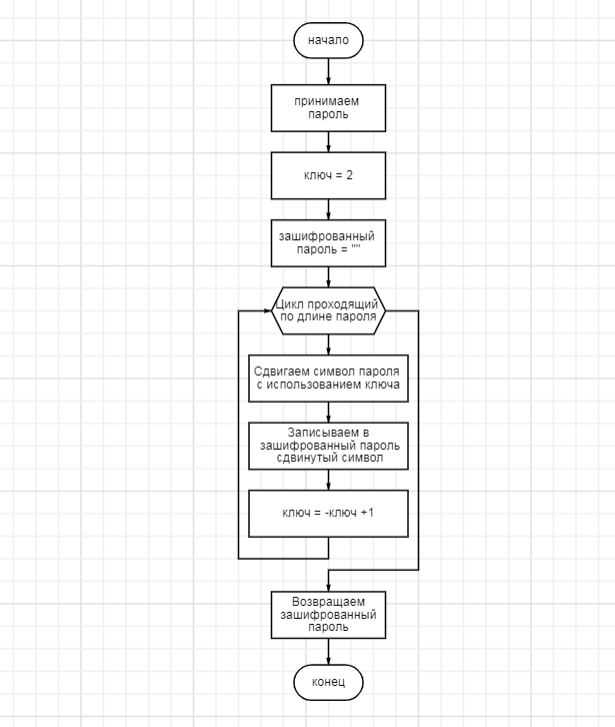 начало
принимаем
пароль
ключ = 2
зашифрованный
пароль = ""
Цикл проходящий
по длине пароля
Сдвигаем символ пароля
с использованием ключа
Записываем в
зашифрованный пароль
сдвинутый символ
ключ = -ключ +1
Возвращаем
зашифрованный
пароль
конец